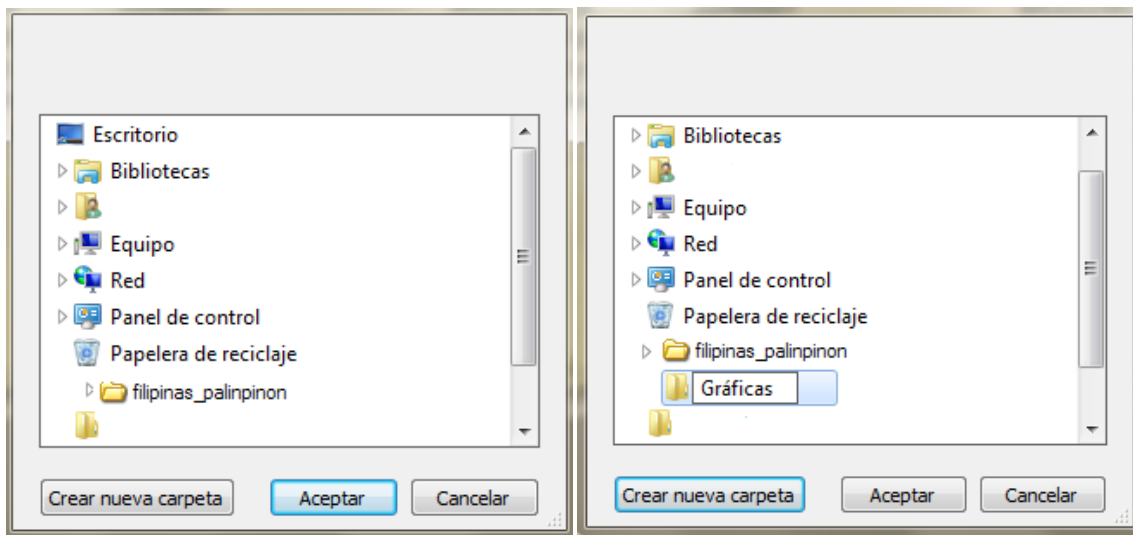 Escritorio
Bibliotecas
Equipo
Red
Panel de control
Papelera de reciclaje
filipinas_palinpinon
Crear nueva carpeta
Aceptar
Cancelar
Bibliotecas
Equipo
Red
Panel de control
Papelera de reciclaje
filipinas_palinpinon
Gráficas
Crear nueva carpeta
Aceptar
Cancelar